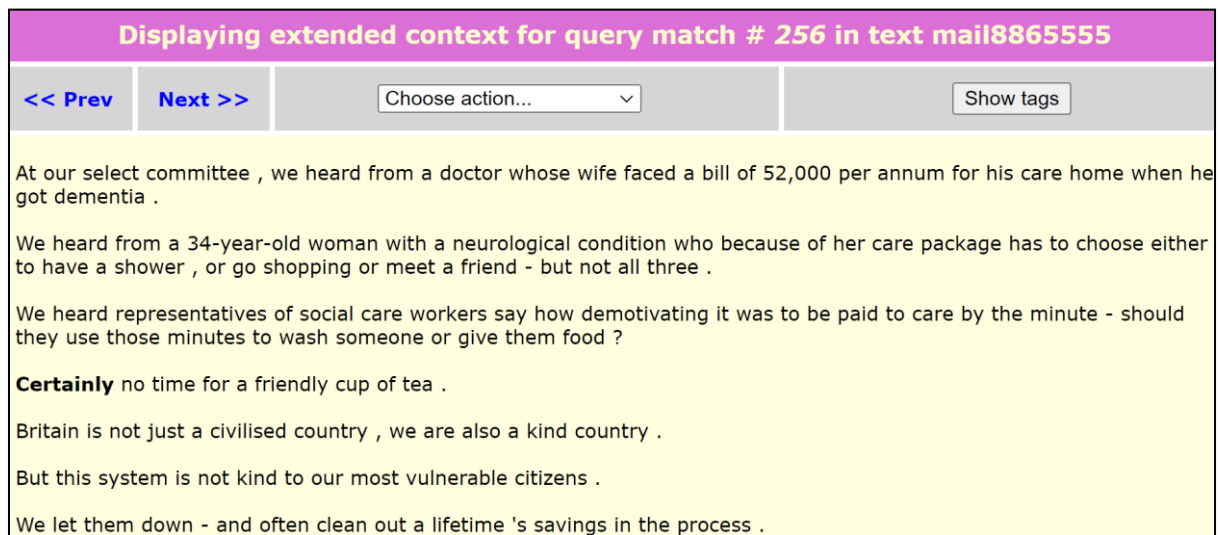 Displaying extended context for query match # 256 in text mail8865555
<< Prev
Next >>
Choose action...
Show tags
At our select committee , we heard from a doctor whose wife faced a bill of 52,000 per annum for his care home when he
got dementia .
We heard from a 34-year-old woman with a neurological condition who because of her care package has to choose either
to have a shower , or go shopping or meet a friend - but not all three .
We heard representatives of social care workers say how demotivating it was to be paid to care by the minute - should
they use those minutes to wash someone or give them food ?
Certainly no time for a friendly cup of tea .
Britain is not just a civilised country , we are also a kind country .
But this system is not kind to our most vulnerable citizens .
We let them down - and often clean out a lifetime 's savings in the process .